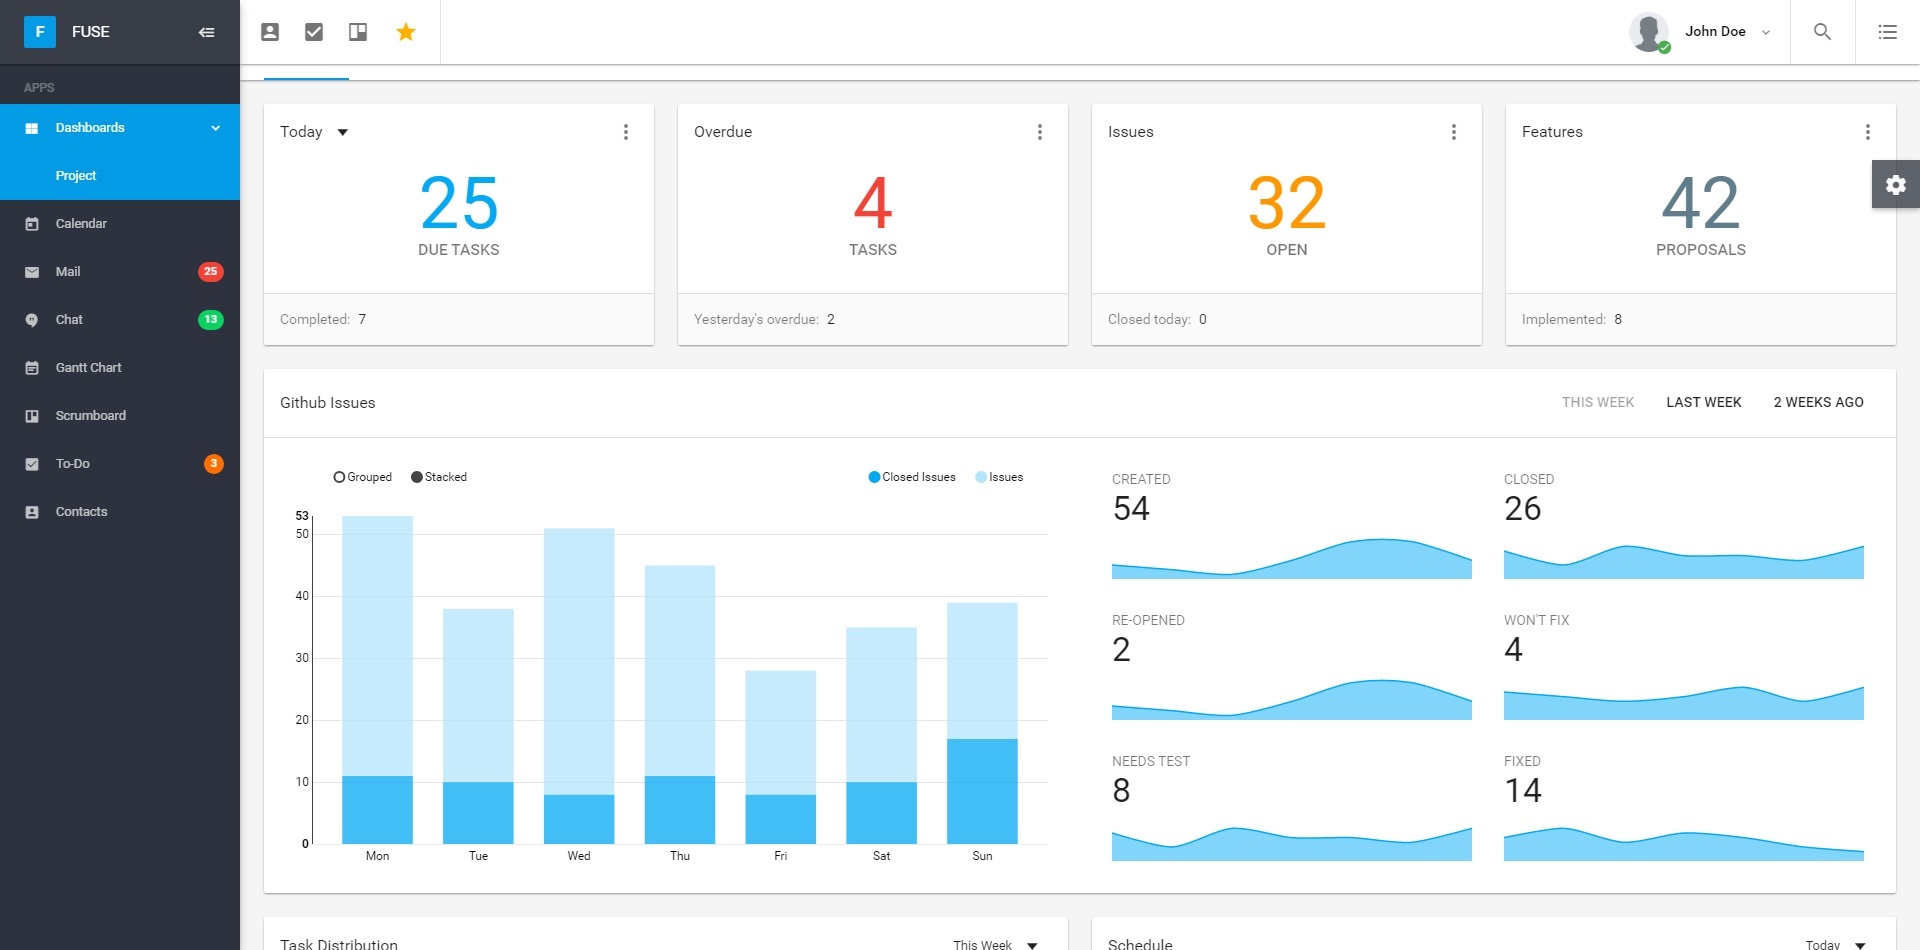 F FUSE
John Doe
APPS
Dashboards
Project
Calendar
Mail 25
Chat 13
Gantt Chart
Scrumboard
To-Do 3
Contacts
Today
25
DUE TASKS
Completed: 7
Overdue
4
TASKS
Yesterday's overdue: 2
Issues
32
OPEN
Closed today: 0
Features
42
PROPOSALS
Implemented: 8
Github Issues
THIS WEEK LAST WEEK 2 WEEKS AGO
Grouped Stacked Closed Issues Issues
53
50
40
30
20
10
0
Mon Tue Wed Thu Fri Sat Sun
CREATED
54
CLOSED
26
RE-OPENED
2
WON'T FIX
4
NEEDS TEST
8
FIXED
14
Task Distribution This Week
Schedule Today